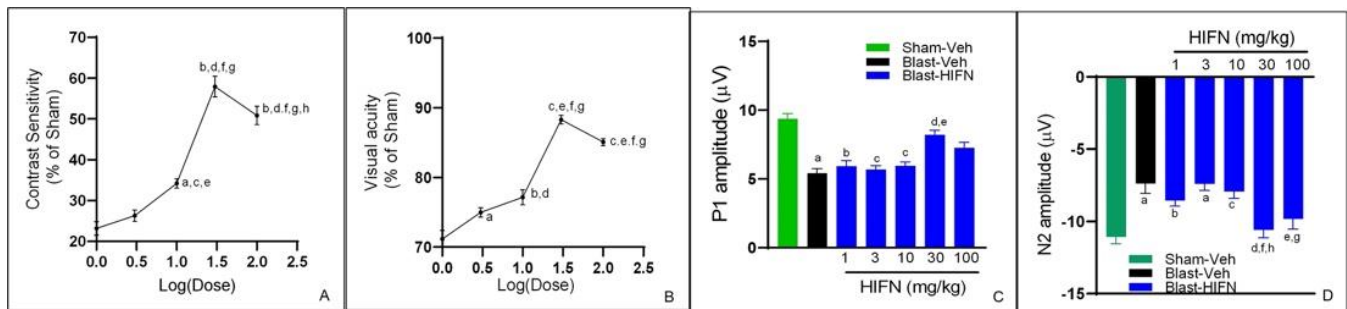 Contrast Sensitivity
(% of Sham)
70
60
50
40
30
20
b,d,f,g
b,d.f,g,h
a,c,e
0.0 0.5 1.0 1.5 2.0 2.5
Log(Dose)
A
Visual acuity
(% of Sham)
100
90
80
70
c,e,f,g
c,e,f,g
b,d
a
0.0 0.5 1.0 1.5 2.0 2.5
Log(Dose)
B
P1 amplitude (μV)
15
10
5
0
Sham-Veh
Blast-Veh
Blast-HIFN
a
b
c
c
d,e
1 3 10 30 100
HIFN (mg/kg)
C
HIFN (mg/kg)
1 3 10 30 100
N2 amplitude (μV)
0
-5
-10
-15
a
b
a
c
d,f,h
e,g
Sham-Veh
Blast-Veh
Blast-HIFN
D